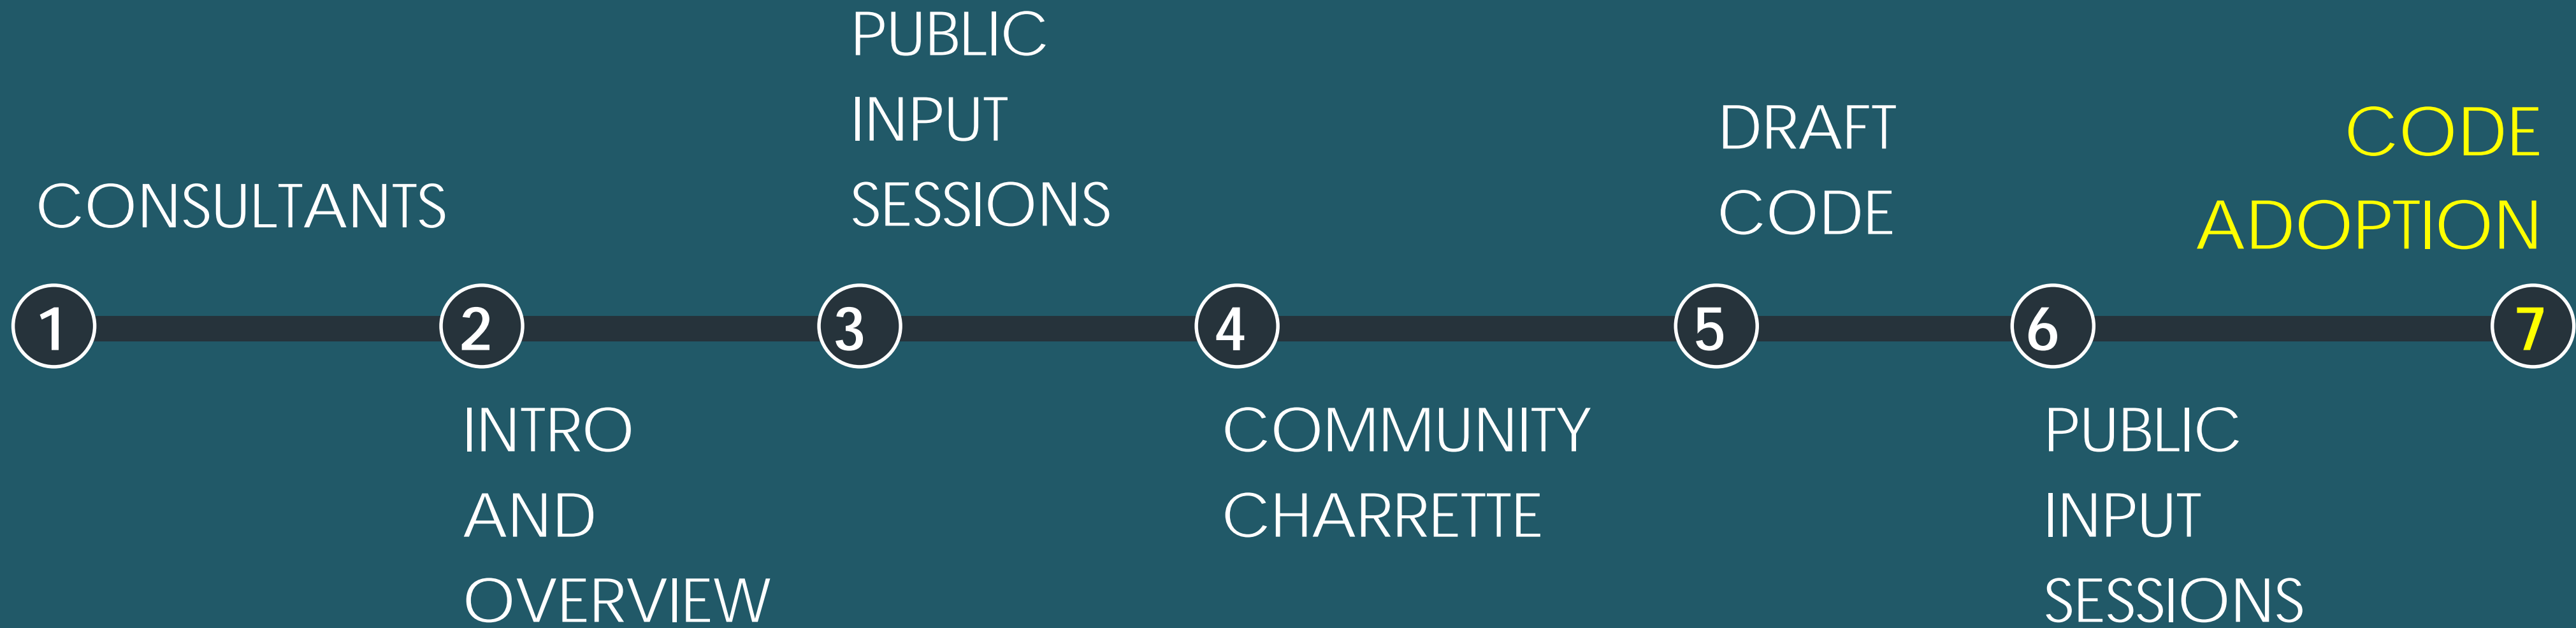 CONSULTANTS
1
2
INTRO
AND
OVERVIEW
PUBLIC
INPUT
SESSIONS
3
4
COMMUNITY
CHARRETTE
DRAFT
CODE
5
6
PUBLIC
INPUT
SESSIONS
CODE
ADOPTION
7